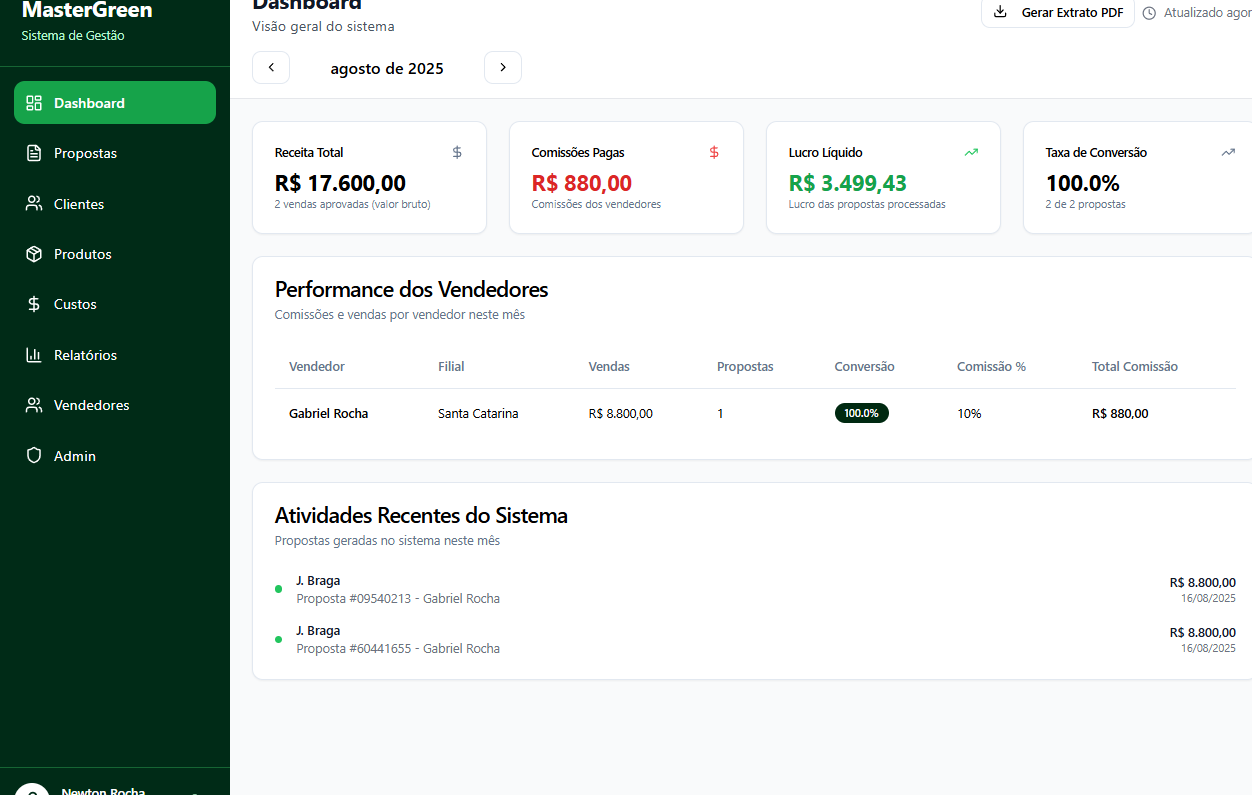 MasterGreen
Sistema de Gestão
Dashboard
Propostas
Clientes
Produtos
Custos
Relatórios
Vendedores
Admin
Newton Rocha
Dashboard
Visão geral do sistema
Gerar Extrato PDF
Atualizado
agosto de 2025
Receita Total
$
R$ 17.600,00
2 vendas aprovadas (valor bruto)
Comissões Pagas
$
R$ 880,00
Comissões dos vendedores
Lucro Líquido
R$ 3.499,43
Lucro das propostas processadas
Taxa de Conversão
100.0%
2 de 2 propostas
Performance dos Vendedores
Comissões e vendas por vendedor neste mês
Vendedor Filial Vendas Propostas Conversão Comissão % Total Comissão
Gabriel Rocha Santa Catarina R$ 8.800,00 1 100.0% 10% R$ 880,00
Atividades Recentes do Sistema
Propostas geradas no sistema neste mês
J. Braga R$ 8.800,00
Proposta #09540213 - Gabriel Rocha 16/08/2025
J. Braga R$ 8.800,00
Proposta #60441655 - Gabriel Rocha 16/08/2025